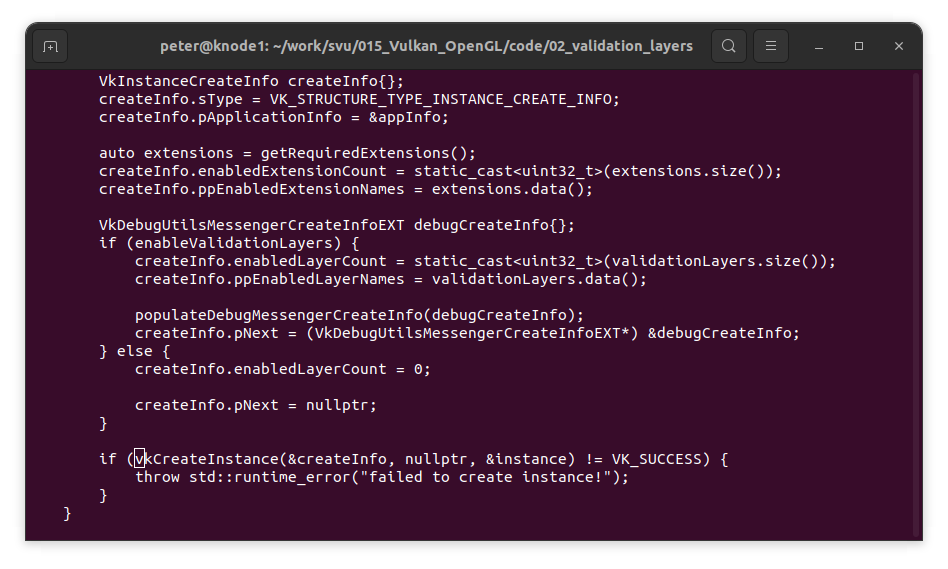 peter@knode1: ~/work/svu/015_Vulkan_OpenGL/code/02_validation_layers
VkInstanceCreateInfo createInfo{};
createInfo.sType = VK_STRUCTURE_TYPE_INSTANCE_CREATE_INFO;
createInfo.pApplicationInfo = &appInfo;

auto extensions = getRequiredExtensions();
createInfo.enabledExtensionCount = static_cast<uint32_t>(extensions.size());
createInfo.ppEnabledExtensionNames = extensions.data();

VkDebugUtilsMessengerCreateInfoEXT debugCreateInfo{};
if (enableValidationLayers) {
    createInfo.enabledLayerCount = static_cast<uint32_t>(validationLayers.size());
    createInfo.ppEnabledLayerNames = validationLayers.data();

    populateDebugMessengerCreateInfo(debugCreateInfo);
    createInfo.pNext = (VkDebugUtilsMessengerCreateInfoEXT*) &debugCreateInfo;
} else {
    createInfo.enabledLayerCount = 0;

    createInfo.pNext = nullptr;
}

if (vkCreateInstance(&createInfo, nullptr, &instance) != VK_SUCCESS) {
    throw std::runtime_error("failed to create instance!");
}
}